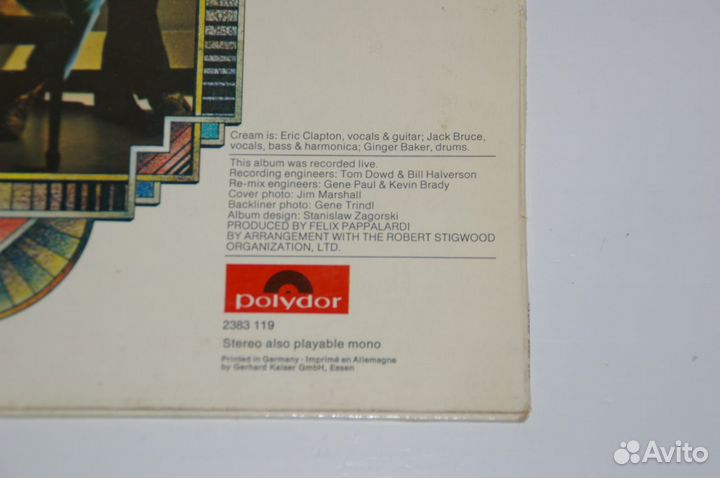 Cream is: Eric Clapton, vocals & guitar; Jack Bruce,
vocals, bass & harmonica; Ginger Baker, drums.
This album was recorded live.
Recording engineers: Tom Dowd & Bill Halverson
Re-mix engineers: Gene Paul & Kevin Brady
Cover photo: Jim Marshall
Backliner photo: Gene Trindl
Album design: Stanislaw Zagorski
PRODUCED BY FELIX PAPPALARDI
BY ARRANGEMENT WITH THE ROBERT STIGWOOD
ORGANIZATION, LTD.
polydor
2383 119
Stereo also playable mono
Printed in Germany · Imprimé en Allemagne
by Gerhard Kaiser GmbH, Essen
Avito